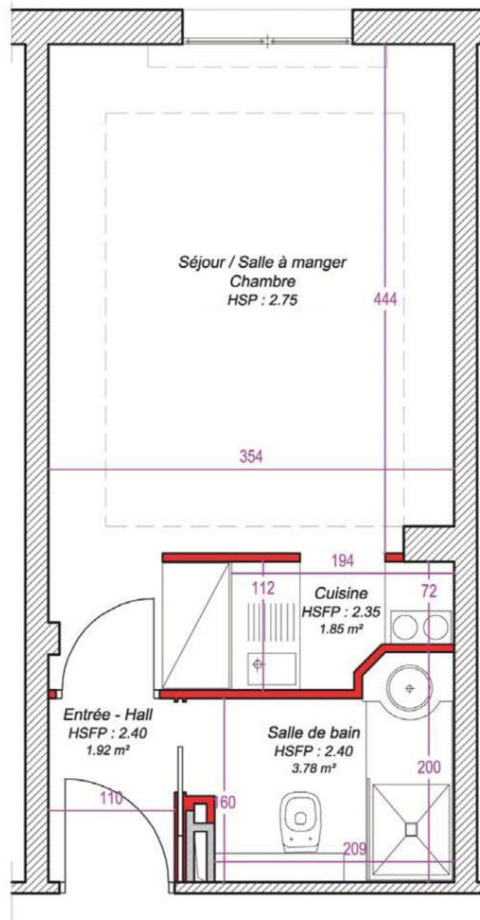 Séjour / Salle à manger
Chambre
HSP : 2.75
444
354
194
112
Cuisine
HSFP : 2.35
1.85 m²
72
Entrée - Hall
HSFP : 2.40
1.92 m²
Salle de bain
HSFP : 2.40
3.78 m²
200
110
160
209